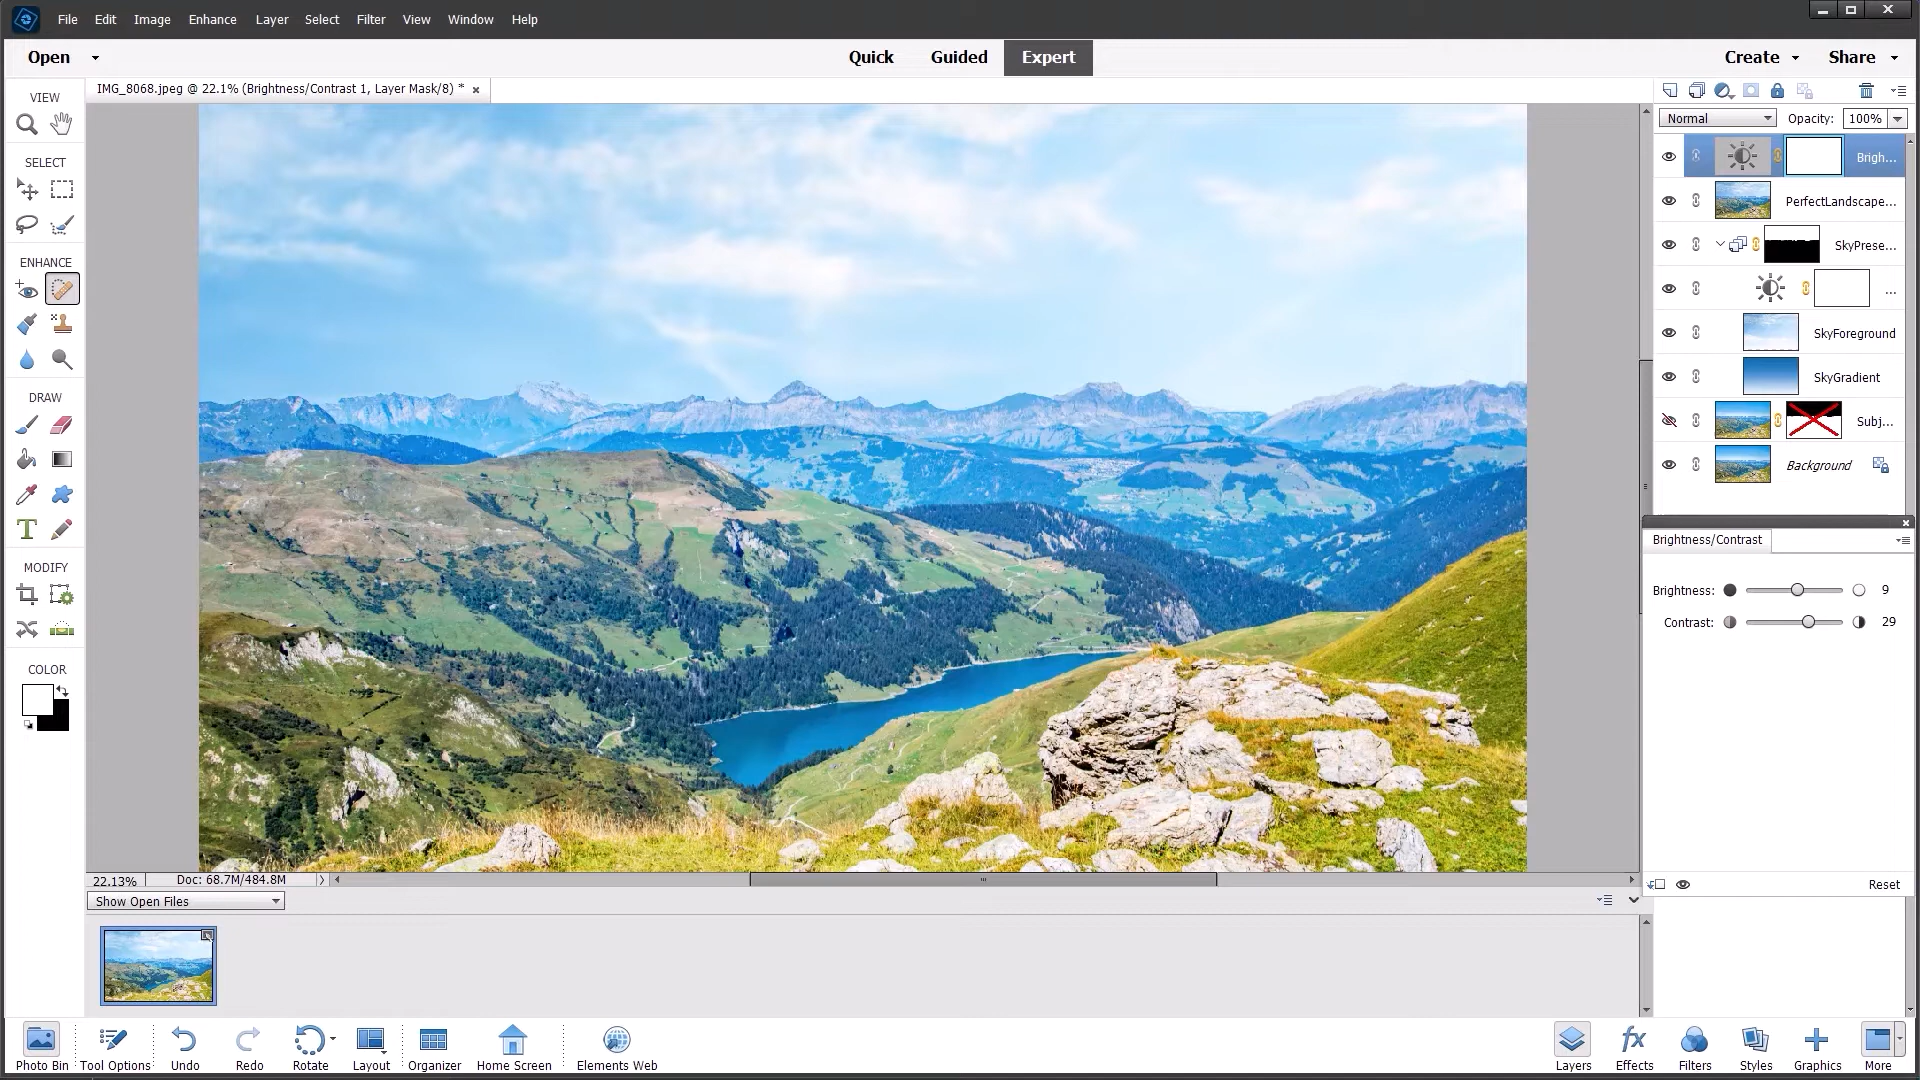 File Edit Image Enhance Layer Select Filter View Window Help
Open Quick Guided Expert Create Share
VIEW
IMG_8068.jpeg @ 22.1% (Brightness/Contrast 1, Layer Mask/8) *
Normal Opacity: 100%
SELECT
Brigh...
PerfectLandscape...
SkyPrese...
ENHANCE
...
SkyForeground
SkyGradient
DRAW
Subj...
Background
T
Brightness/Contrast
MODIFY
Brightness: 9
Contrast: 29
COLOR
22.13% Doc: 68.7M/484.8M
Reset
Show Open Files
fx
Photo Bin Tool Options Undo Redo Rotate Layout Organizer Home Screen Elements Web Layers Effects Filters Styles Graphics More